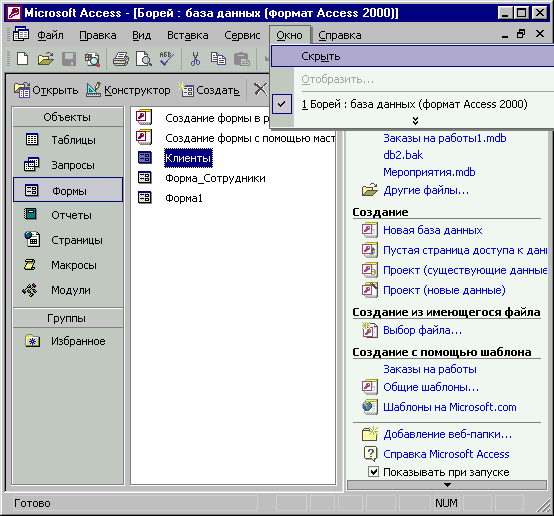 Microsoft Access - [Борей : база данных (формат Access 2000)]
Файл Правка Вид Вставка Сервис Окно Справка
Скрыть
Отобразить...
1 Борей : база данных (формат Access 2000)
Открыть Конструктор Создать
Объекты
Таблицы
Запросы
Формы
Отчеты
Страницы
Макросы
Модули
Группы
Избранное
Создание формы в р
Создание формы с помощью маст
Клиенты
Форма_Сотрудники
Форма1
Заказы на работы1.mdb
db2.bak
Мероприятия.mdb
Другие файлы...
Создание
Новая база данных
Пустая страница доступа к дан
Проект (существующие данные
Проект (новые данные)
Создание из имеющегося файла
Выбор файла...
Создание с помощью шаблона
Заказы на работы
Общие шаблоны...
Шаблоны на Microsoft.com
Добавление веб-папки...
Справка Microsoft Access
Показывать при запуске
Готово
NUM